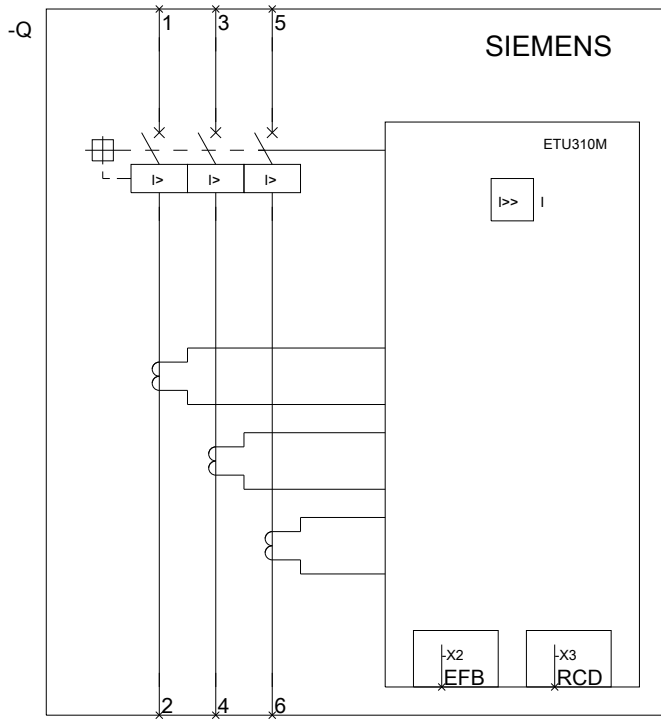 -Q
1 3 5
SIEMENS
ETU310M
I> I> I>
I>> I
-X2 -X3
EFB RCD
2 4 6